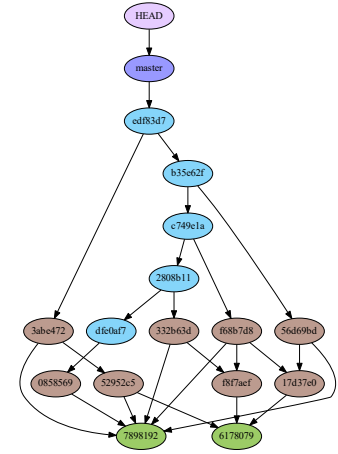 HEAD
master
edf83d7
b35e62f
c749e1a
2808b11
3abe472
dfe0af7
332b63d
f68b7d8
56d69bd
0858569
52952c5
f8f7aef
17d37e0
7898192
6178079